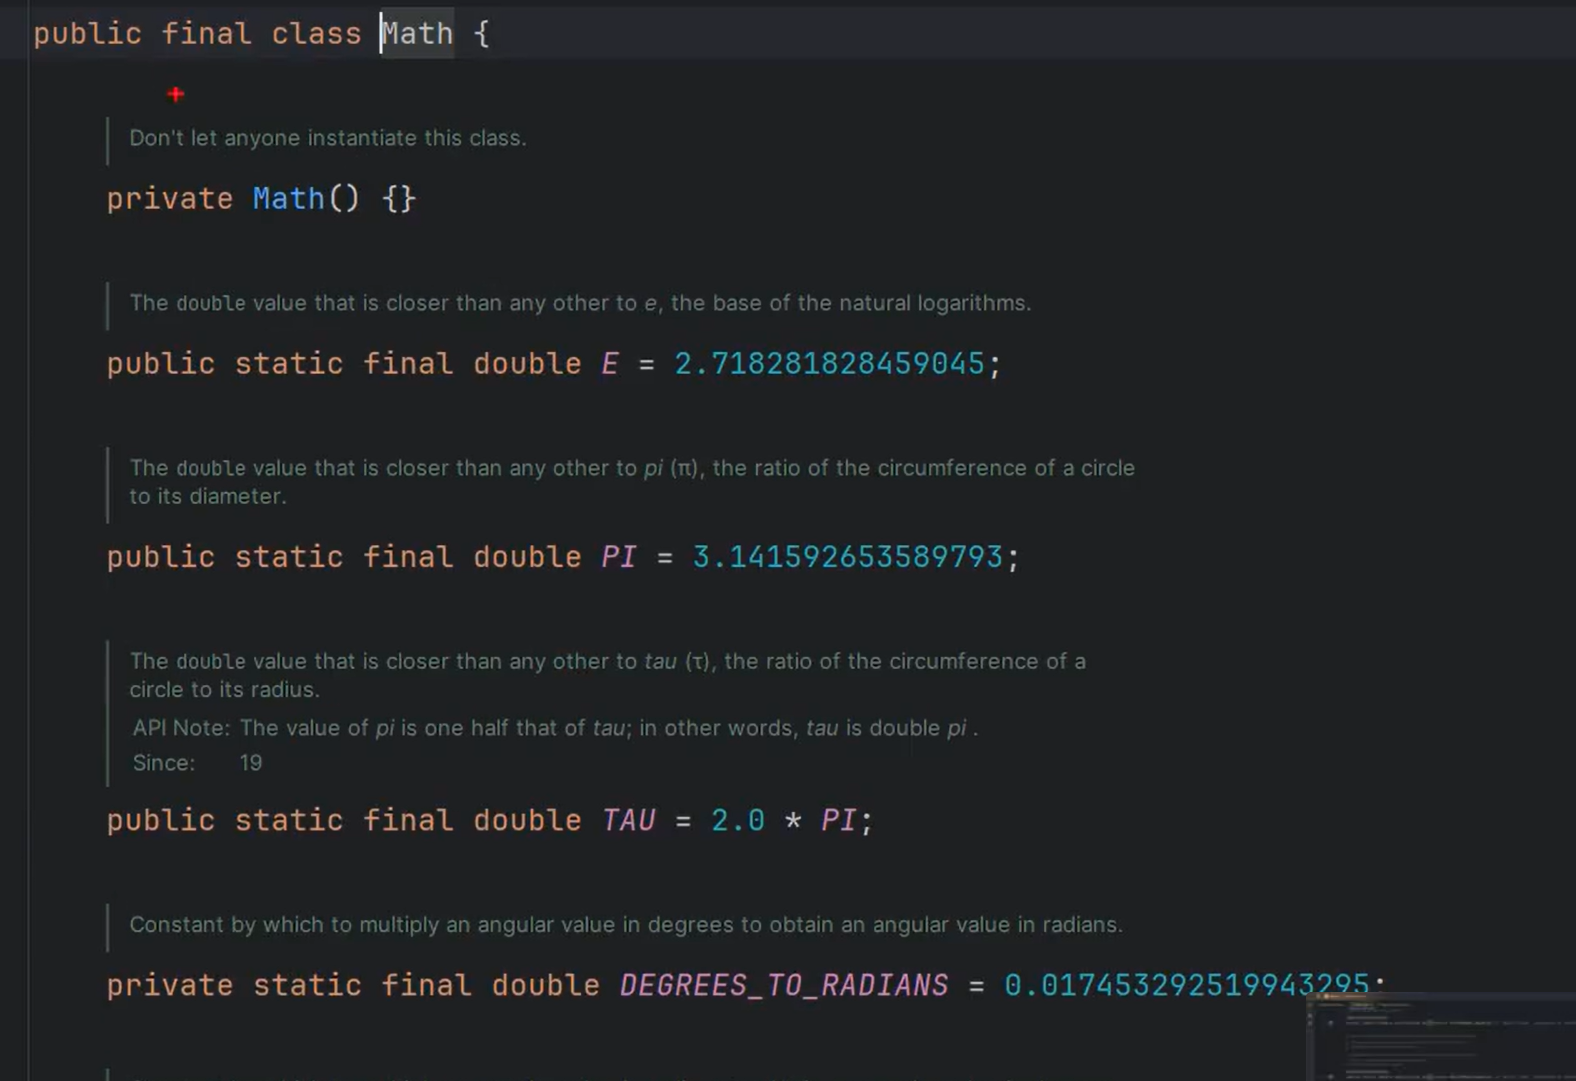 public final class Math {
Don't let anyone instantiate this class.
private Math() {}
The double value that is closer than any other to e, the base of the natural logarithms.
public static final double E = 2.718281828459045;
The double value that is closer than any other to pi (π), the ratio of the circumference of a circle
to its diameter.
public static final double PI = 3.141592653589793;
The double value that is closer than any other to tau (τ), the ratio of the circumference of a
circle to its radius.
API Note: The value of pi is one half that of tau; in other words, tau is double pi .
Since: 19
public static final double TAU = 2.0 * PI;
Constant by which to multiply an angular value in degrees to obtain an angular value in radians.
private static final double DEGREES_TO_RADIANS = 0.017453292519943295;